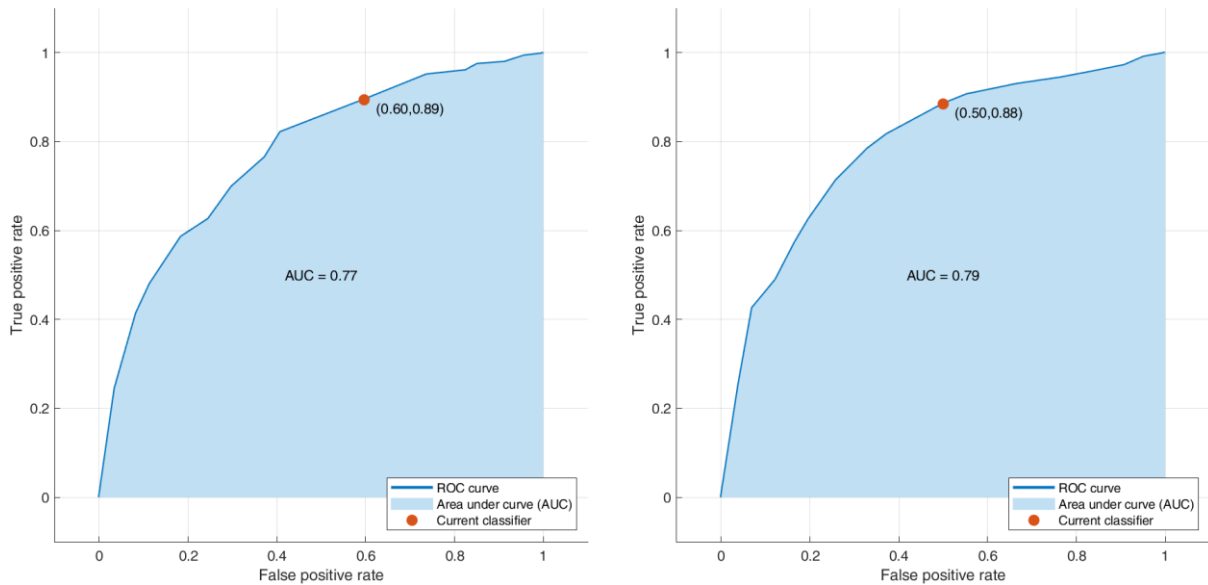 1
0.8
0.6
0.4
0.2
0
True positive rate
(0.60,0.89)
AUC = 0.77
ROC curve
Area under curve (AUC)
Current classifier
0
0.2
0.4
0.6
0.8
1
False positive rate
1
0.8
0.6
0.4
0.2
0
True positive rate
(0.50,0.88)
AUC = 0.79
ROC curve
Area under curve (AUC)
Current classifier
0
0.2
0.4
0.6
0.8
1
False positive rate